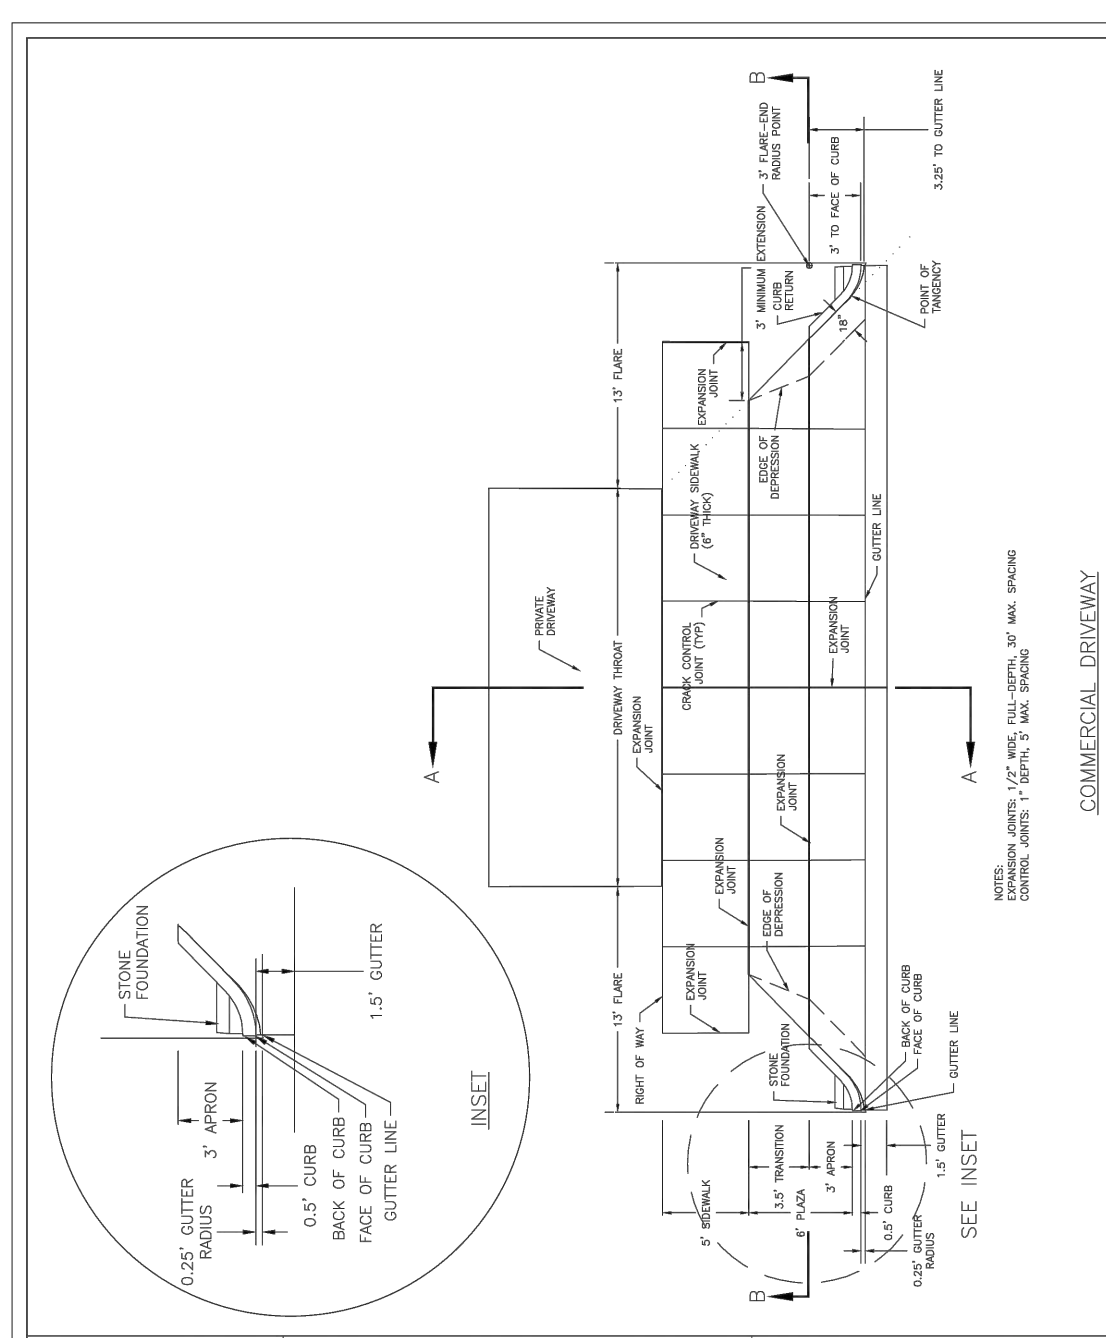 B
3' FLARE-END
RADIUS POINT
3.25' TO GUTTER LINE
3' TO FACE OF CURB
3' MINIMUM EXTENSION
CURB
RETURN
18"
POINT OF
TANGENCY
13' FLARE
EXPANSION
JOINT
EDGE OF
DEPRESSION
DRIVEWAY SIDEWALK
(6" THICK)
GUTTER LINE
PRIVATE
DRIVEWAY
DRIVEWAY THROAT
CRACK CONTROL
JOINT (TYP)
EXPANSION
JOINT
EXPANSION
JOINT
A
A
EXPANSION
JOINT
EXPANSION
JOINT
EDGE OF
DEPRESSION
EXPANSION
JOINT
13' FLARE
RIGHT OF WAY
STONE
FOUNDATION
BACK OF CURB
FACE OF CURB
GUTTER LINE
5' SIDEWALK
3.5' TRANSITION
6' PLAZA
3' APRON
0.5' CURB
0.25' GUTTER
RADIUS
1.5' GUTTER
SEE INSET
B
STONE
FOUNDATION
1.5' GUTTER
3' APRON
0.25' GUTTER
RADIUS
0.5' CURB
BACK OF CURB
FACE OF CURB
GUTTER LINE
INSET
NOTES:
EXPANSION JOINTS: 1/2" WIDE, FULL-DEPTH, 30' MAX. SPACING
CONTROL JOINTS: 1" DEPTH, 5' MAX. SPACING
COMMERCIAL DRIVEWAY